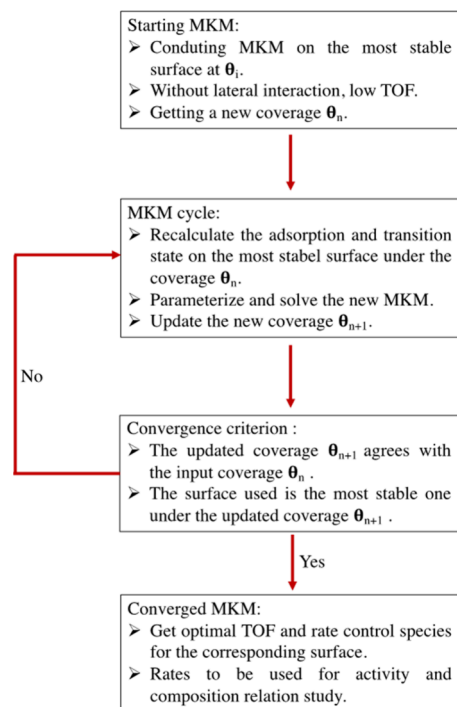 Starting MKM:
➢ Conduting MKM on the most stable
surface at θi.
➢ Without lateral interaction, low TOF.
➢ Getting a new coverage θn.
MKM cycle:
➢ Recalculate the adsorption and transition
state on the most stabel surface under the
coverage θn.
➢ Parameterize and solve the new MKM.
➢ Update the new coverage θn+1.
No
Convergence criterion :
➢ The updated coverage θn+1 agrees with
the input coverage θn .
➢ The surface used is the most stable one
under the updated coverage θn+1 .
Yes
Converged MKM:
➢ Get optimal TOF and rate control species
for the corresponding surface.
➢ Rates to be used for activity and
composition relation study.